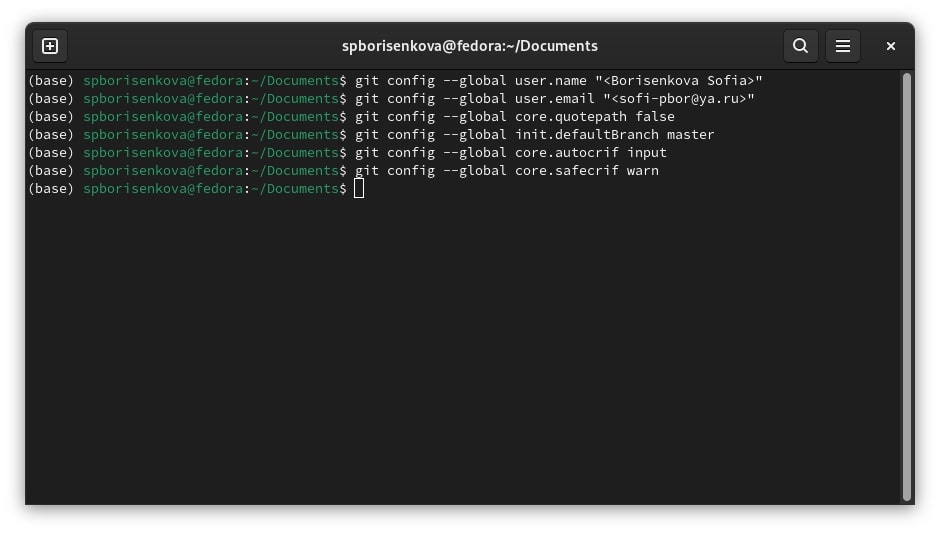 spborisenkova@fedora:~/Documents
(base) spborisenkova@fedora:~/Documents$ git config --global user.name "<Borisenkova Sofia>"
(base) spborisenkova@fedora:~/Documents$ git config --global user.email "<sofi-pbor@ya.ru>"
(base) spborisenkova@fedora:~/Documents$ git config --global core.quotepath false
(base) spborisenkova@fedora:~/Documents$ git config --global init.defaultBranch master
(base) spborisenkova@fedora:~/Documents$ git config --global core.autocrif input
(base) spborisenkova@fedora:~/Documents$ git config --global core.safecrif warn
(base) spborisenkova@fedora:~/Documents$